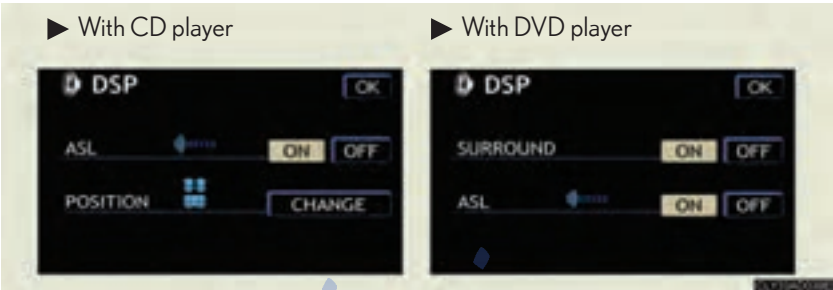 With CD player
DSP
OK
ASL
ON
OFF
POSITION
CHANGE
With DVD player
DSP
OK
SURROUND
ON
OFF
ASL
ON
OFF